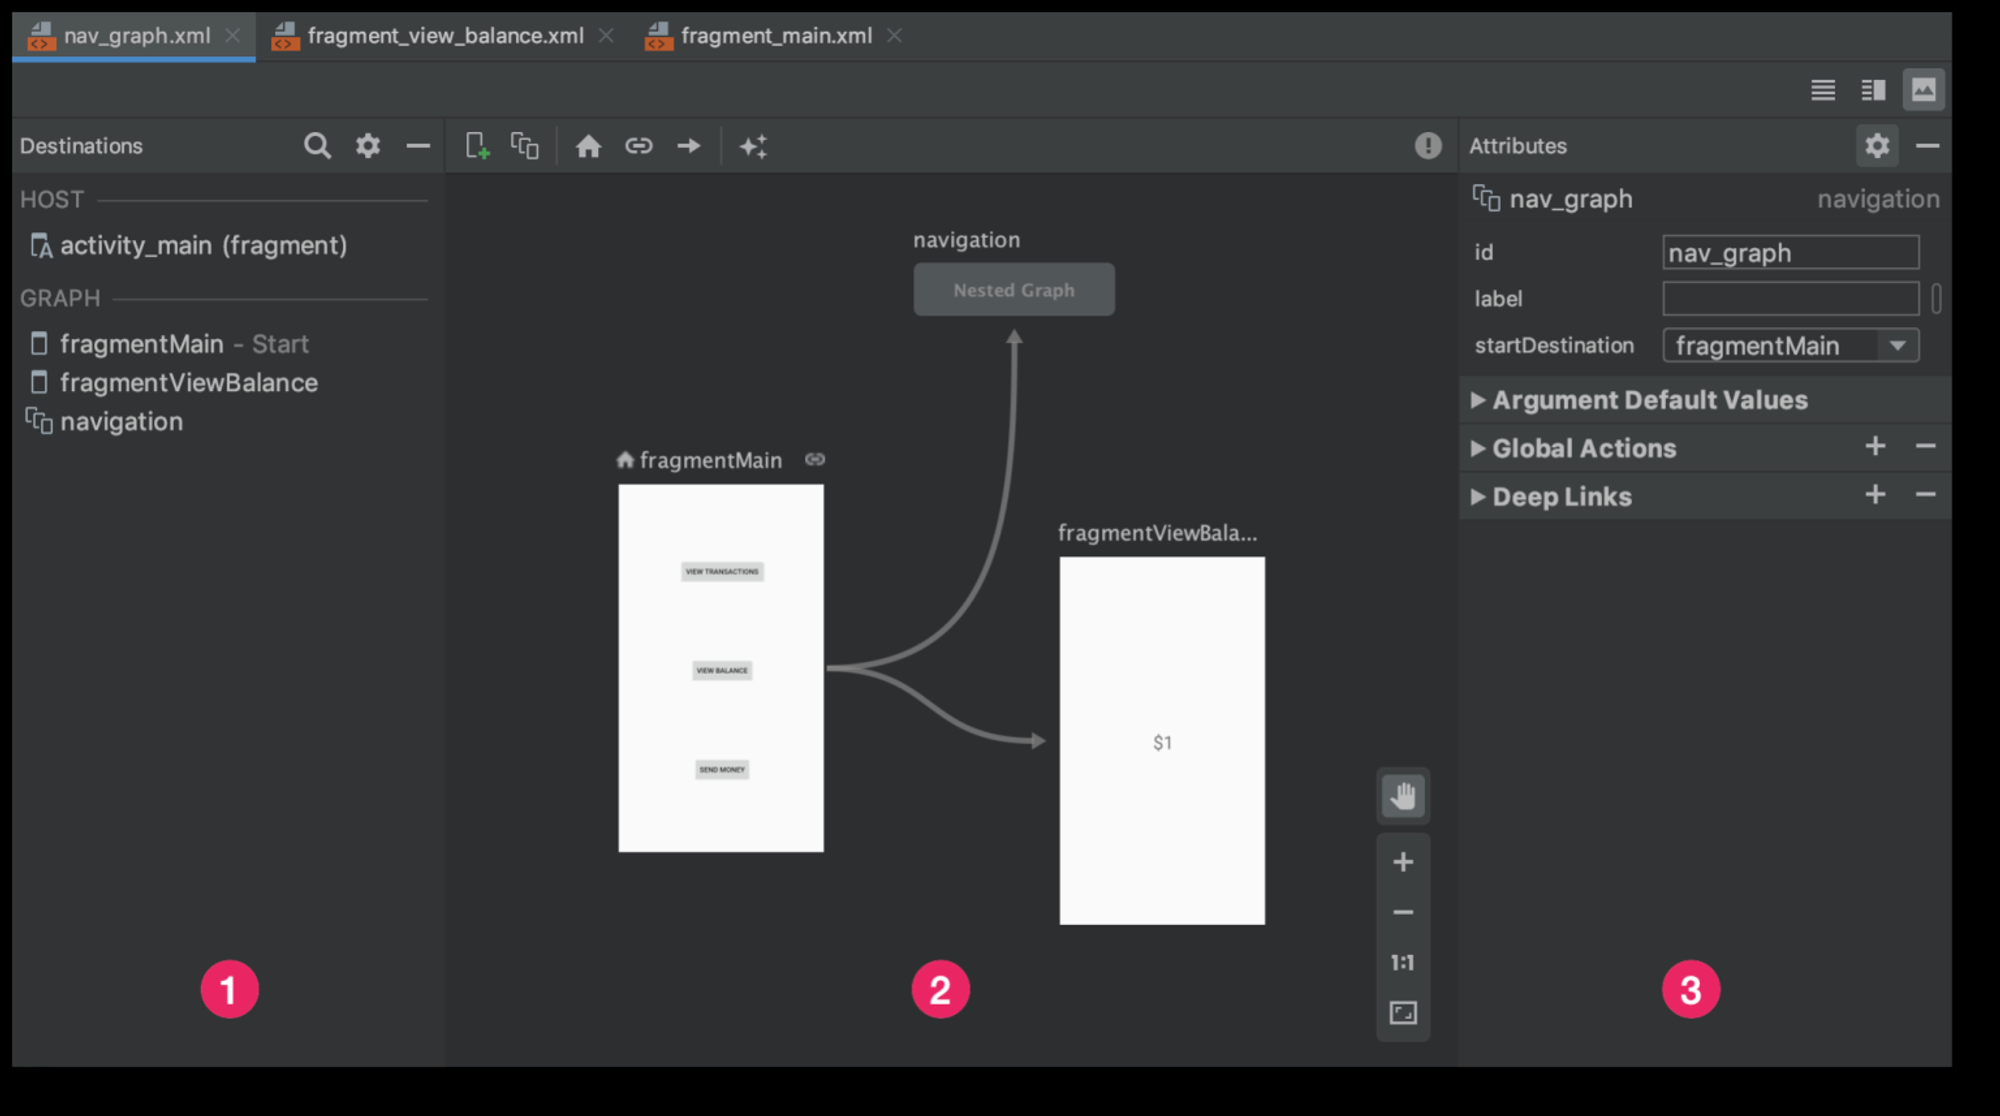 nav_graph.xml
fragment_view_balance.xml
fragment_main.xml
Destinations
HOST
activity_main (fragment)
GRAPH
fragmentMain - Start
fragmentViewBalance
navigation
navigation
Nested Graph
fragmentMain
VIEW TRANSACTIONS
VIEW BALANCE
SEND MONEY
fragmentViewBala...
$1
1:1
Attributes
nav_graph navigation
id nav_graph
label
startDestination fragmentMain
Argument Default Values
Global Actions
Deep Links
1
2
3